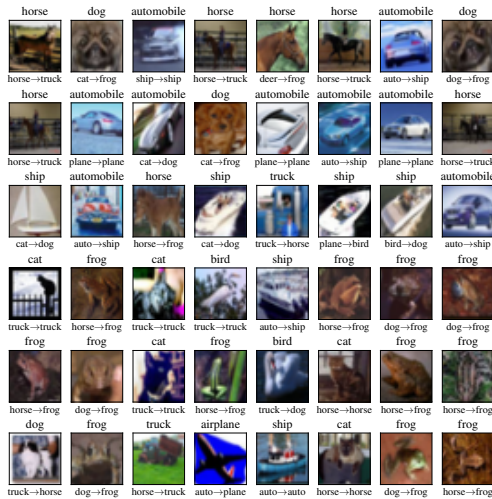 horse dog automobile horse horse horse automobile dog
horse→truck cat→frog ship→ship horse→truck deer→frog horse→truck auto→ship dog→frog
horse automobile automobile dog automobile automobile automobile horse
horse→truck plane→plane cat→dog cat→frog plane→plane auto→ship plane→plane horse→truck
ship automobile horse ship truck ship ship automobile
cat→dog auto→ship horse→frog cat→dog truck→horse plane→bird bird→dog auto→ship
cat frog cat bird ship frog frog frog
truck→truck horse→frog truck→truck truck→truck auto→ship horse→frog dog→frog dog→frog
frog frog cat frog bird cat frog frog
horse→frog dog→frog truck→truck horse→frog truck→dog horse→horse horse→frog horse→frog
dog frog truck airplane ship cat frog frog
truck→horse dog→frog horse→truck auto→plane auto→auto horse→horse dog→frog horse→frog